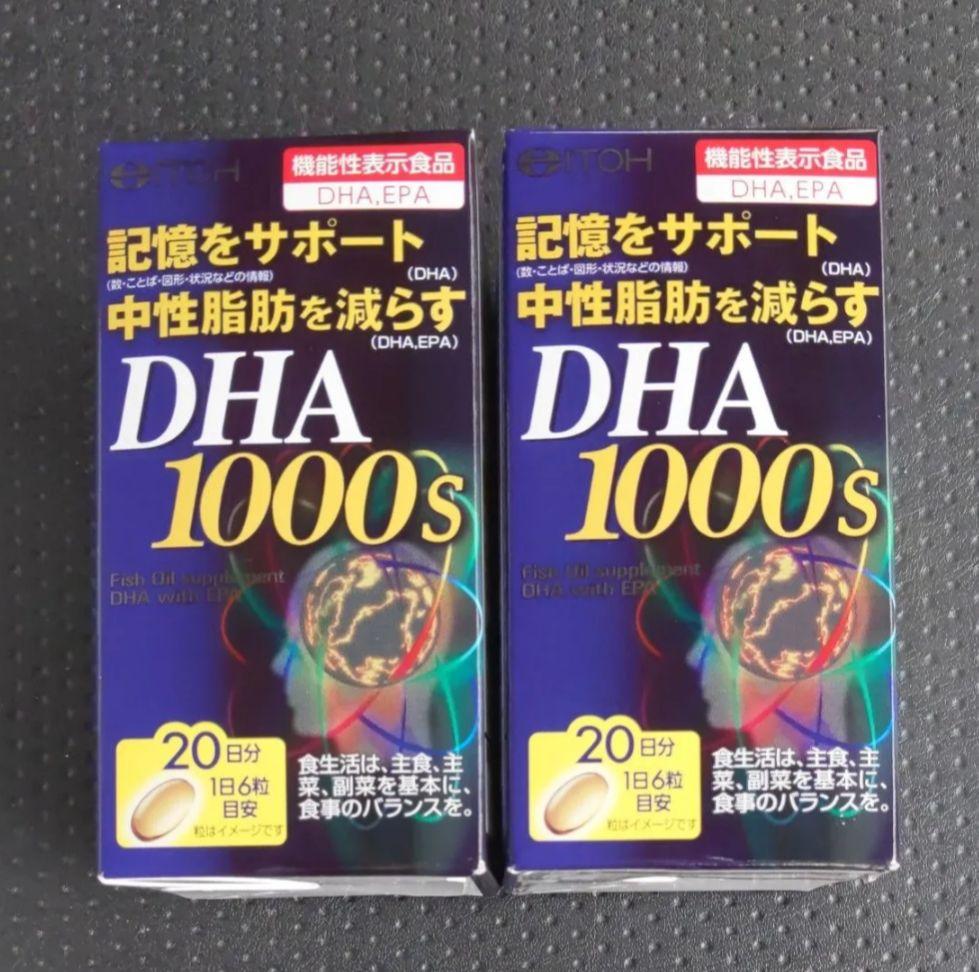 ITOH
機能性表示食品
DHA,EPA
記憶をサポート
(数・ことば・図形・状況などの情報)
(DHA)
中性脂肪を減らす
(DHA,EPA)
DHA
1000s
Fish Oil supplement
DHA with EPA
20日分
1日6粒
目安
粒はイメージです
食生活は、主食、主
菜、副菜を基本に、
食事のバランスを。
ITOH
機能性表示食品
DHA,EPA
記憶をサポート
(数・ことば・図形・状況などの情報)
(DHA)
中性脂肪を減らす
(DHA,EPA)
DHA
1000s
Fish Oil supplement
DHA with EPA
20日分
1日6粒
目安
粒はイメージです
食生活は、主食、主
菜、副菜を基本に、
食事のバランスを。